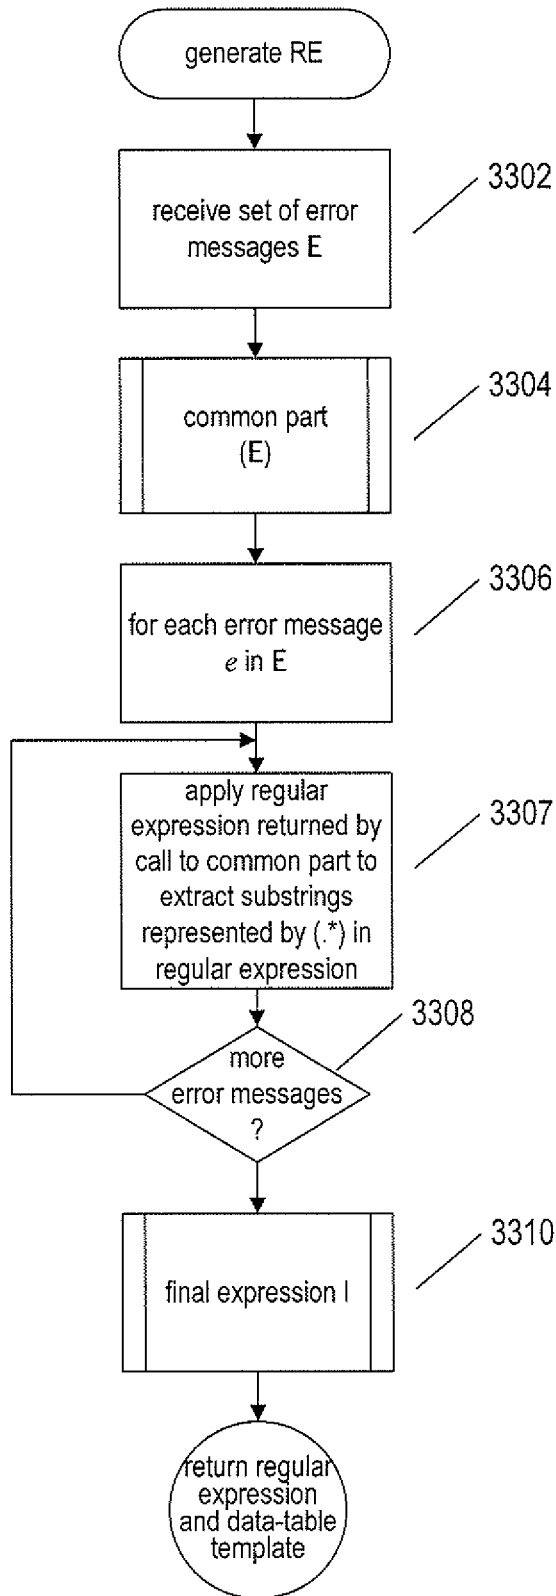 generate RE
3302
receive set of error
messages E
3304
common part
(E)
3306
for each error message
e in E
3307
apply regular
expression returned by
call to common part to
extract substrings
represented by (.*) in
regular expression
3308
more
error messages
?
3310
final expression I
return regular
expression
and data-table
template